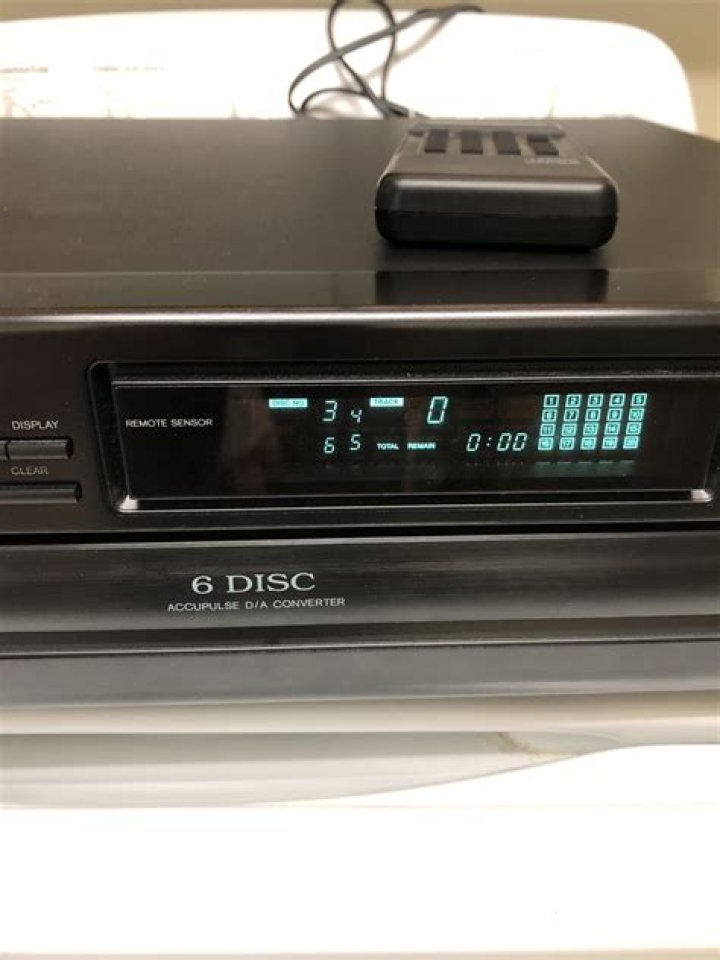 DISPLAY
CLEAR
REMOTE SENSOR
DISC NO. 3 4 TRACK 0
6 5 TOTAL REMAIN 0:00
1 2 3 4 5
6 7 8 9 10
11 12 13 14 15
16 17 18 19 20
6 DISC
ACCUPULSE D/A CONVERTER